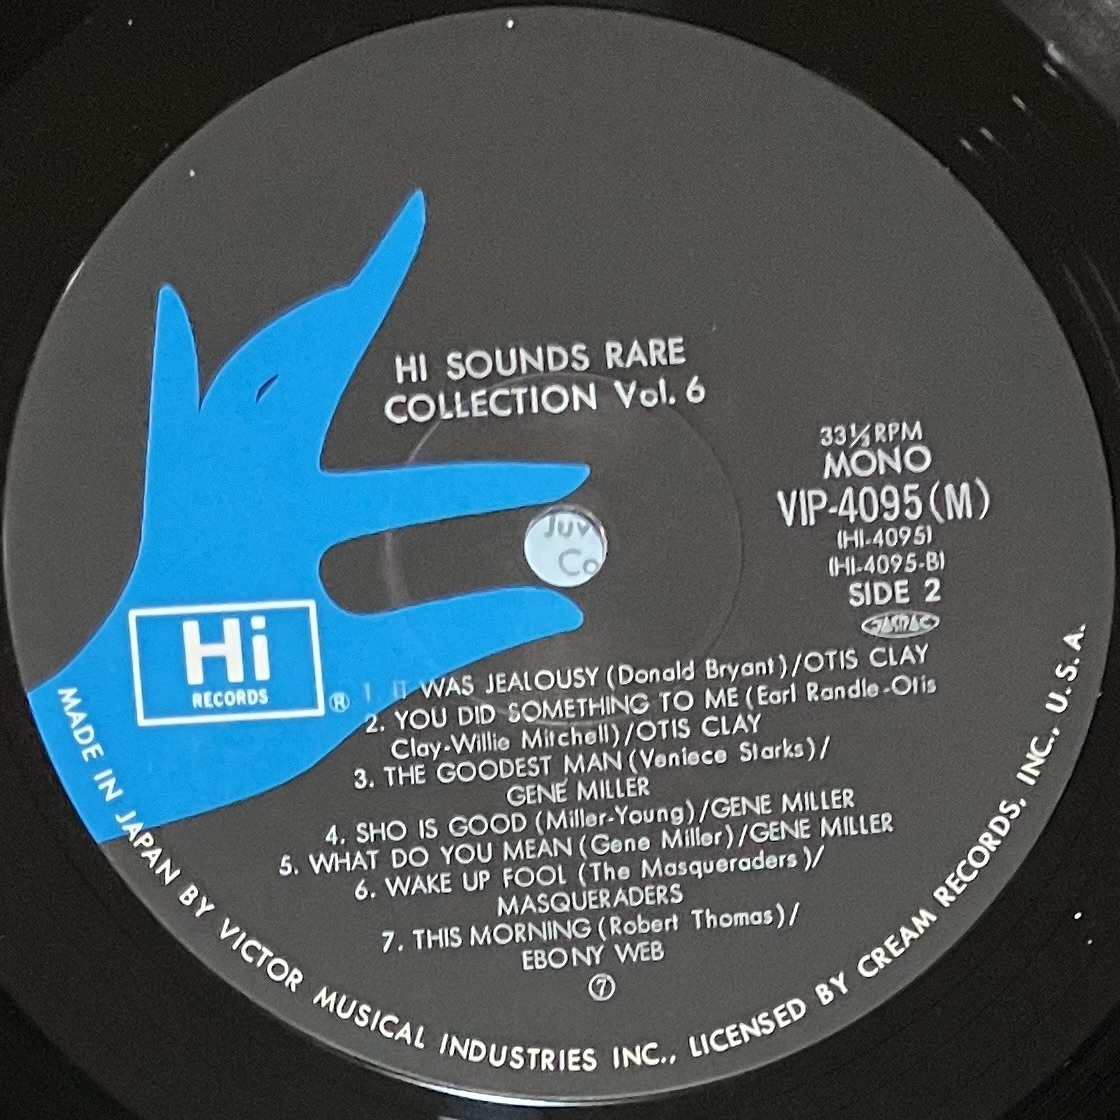 HI SOUNDS RARE
COLLECTION Vol. 6
33⅓ RPM
MONO
VIP-4095(M)
(HI-4095)
(HI-4095-B)
SIDE 2
JASRAC
Juv
Co
Hi
RECORDS
®
1. IT WAS JEALOUSY (Donald Bryant)/OTIS CLAY
2. YOU DID SOMETHING TO ME (Earl Randle-Otis
Clay-Willie Mitchell)/OTIS CLAY
3. THE GOODEST MAN (Veniece Starks)/
GENE MILLER
4. SHO IS GOOD (Miller-Young)/GENE MILLER
5. WHAT DO YOU MEAN (Gene Miller)/GENE MILLER
6. WAKE UP FOOL (The Masqueraders)/
MASQUERADERS
7. THIS MORNING (Robert Thomas)/
EBONY WEB
⑦
MADE IN JAPAN BY VICTOR MUSICAL INDUSTRIES INC., LICENSED BY CREAM RECORDS, INC., U.S.A.